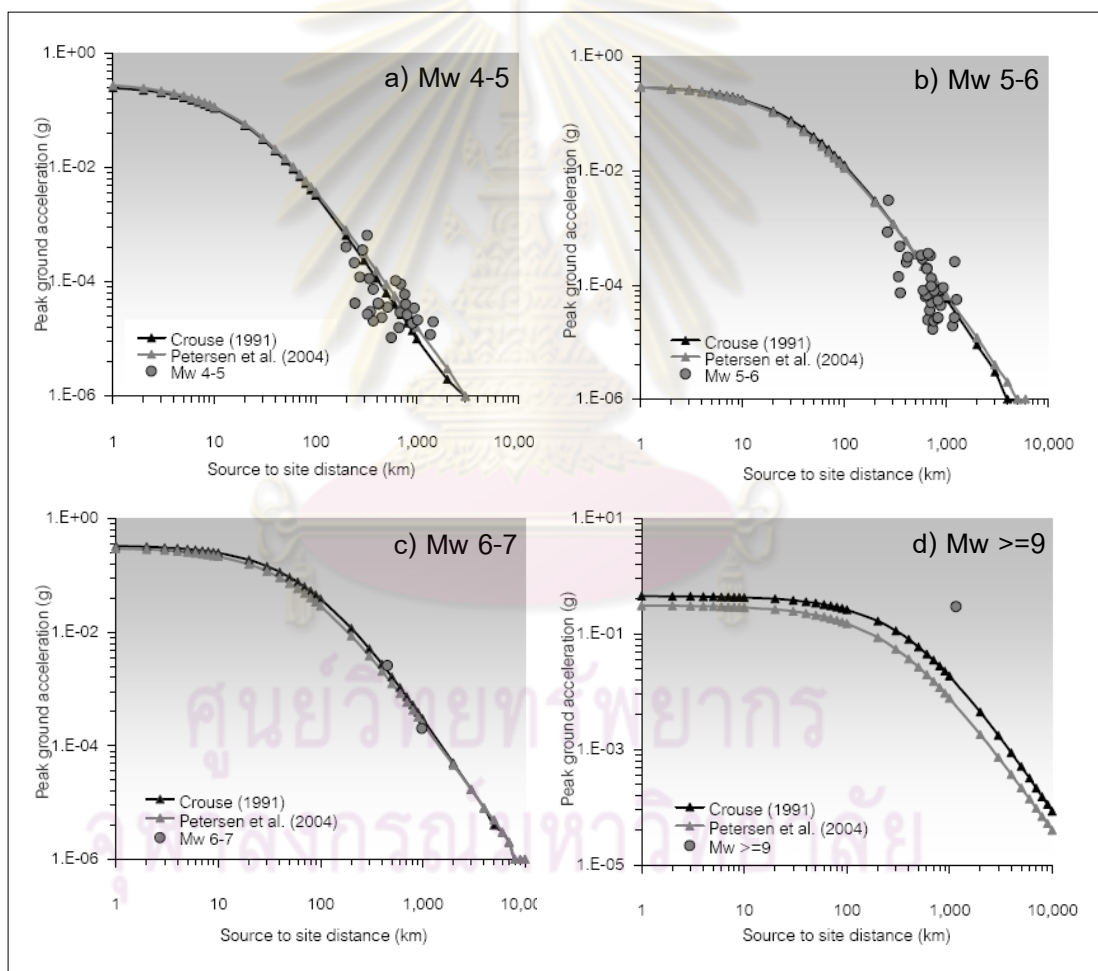 a) Mw 4-5
1.E+00
1.E-02
1.E-04
1.E-06
Peak ground acceleration (g)
Crouse (1991)
Petersen et al. (2004)
Mw 4-5
1 10 100 1,000 10,00
Source to site distance (km)
b) Mw 5-6
1.E+00
1.E-02
1.E-04
1.E-06
Peak ground acceleration (g)
Crouse (1991)
Petersen et al. (2004)
Mw 5-6
1 10 100 1,000 10,000
Source to site distance (km)
c) Mw 6-7
1.E+00
1.E-02
1.E-04
1.E-06
Peak ground acceleration (g)
Crouse (1991)
Petersen et al. (2004)
Mw 6-7
1 10 100 1,000 10,00
Source to site distance (km)
d) Mw >=9
1.E+01
1.E-01
1.E-03
1.E-05
Peak ground acceleration (g)
Crouse (1991)
Petersen et al. (2004)
Mw >=9
1 10 100 1,000 10,000
Source to site distance (km)
ศูนย์วิทยทรัพยากร
จุฬาลงกรณ์มหาวิทยาลัย